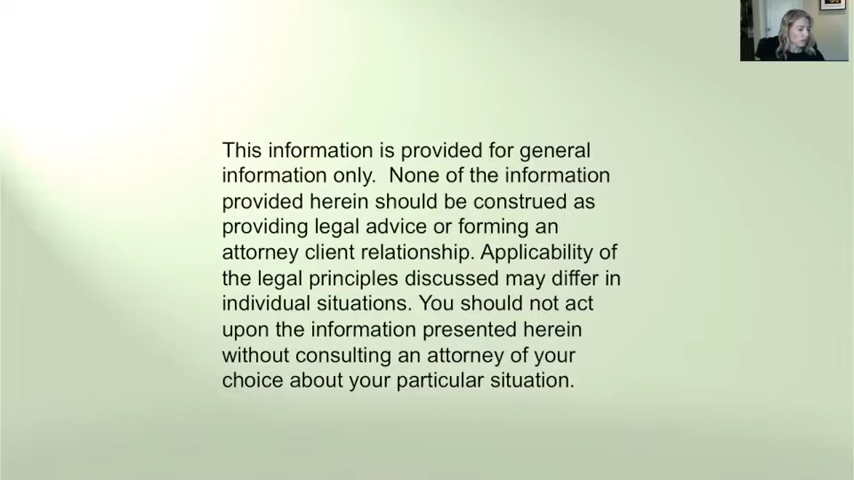 This information is provided for general
information only.  None of the information
provided herein should be construed as
providing legal advice or forming an
attorney client relationship. Applicability of
the legal principles discussed may differ in
individual situations. You should not act
upon the information presented herein
without consulting an attorney of your
choice about your particular situation.